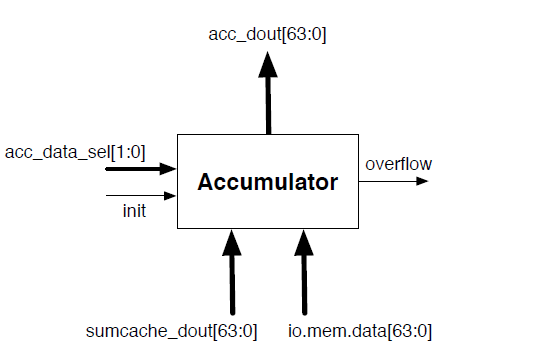 acc_dout[63:0]
acc_data_sel[1:0]
overflow
Accumulator
init
sumcache_dout[63:0]
io.mem.data[63:0]